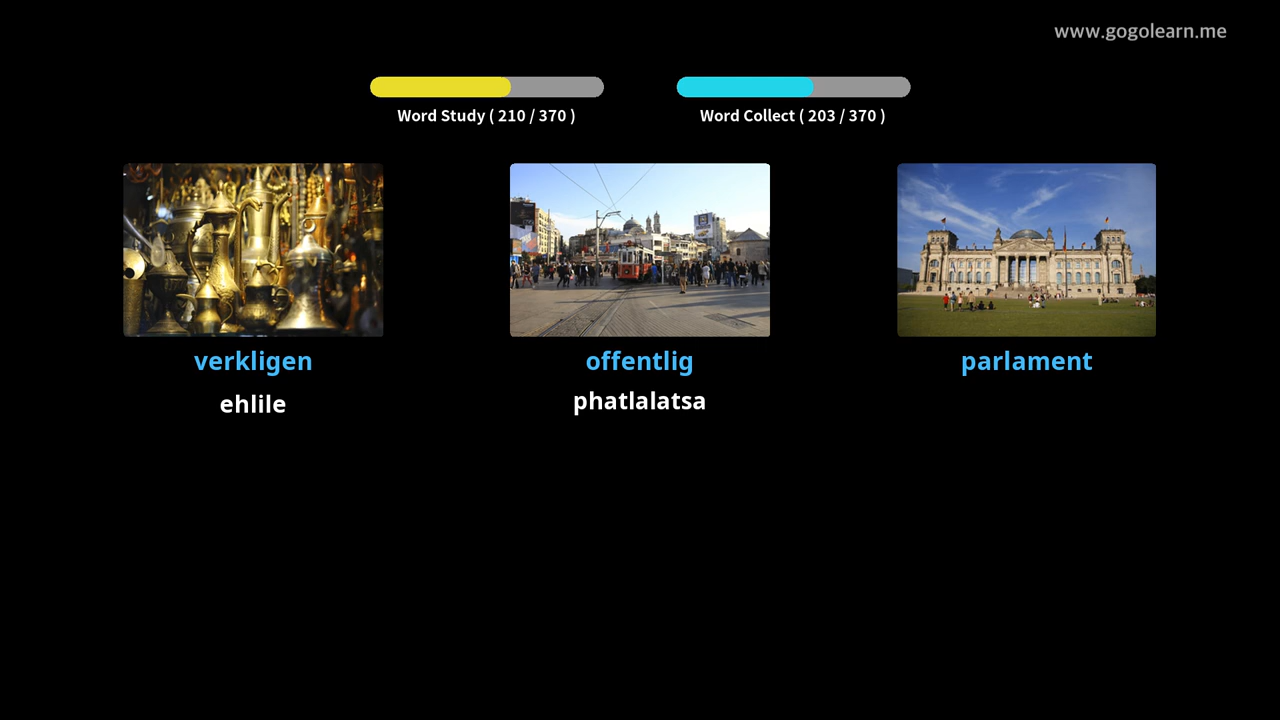 www.gogolearn.me
Word Study ( 210 / 370 )
Word Collect ( 203 / 370 )
verkligen
offentlig
parlament
ehlile
phatlalatsa